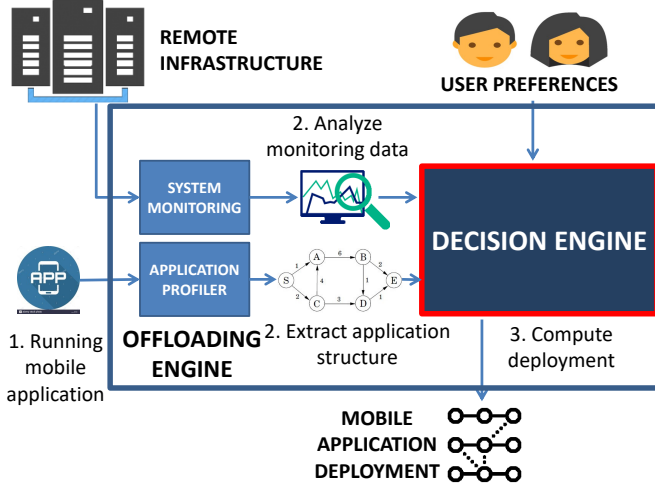 REMOTE
INFRASTRUCTURE
USER PREFERENCES
2. Analyze
monitoring data
SYSTEM
MONITORING
DECISION ENGINE
APP
APPLICATION
PROFILER
S
1
2
A
4
C
6
3
B
1
D
2
1
E
1. Running
mobile
application
OFFLOADING
ENGINE
2. Extract application
structure
3. Compute
deployment
MOBILE
APPLICATION
DEPLOYMENT